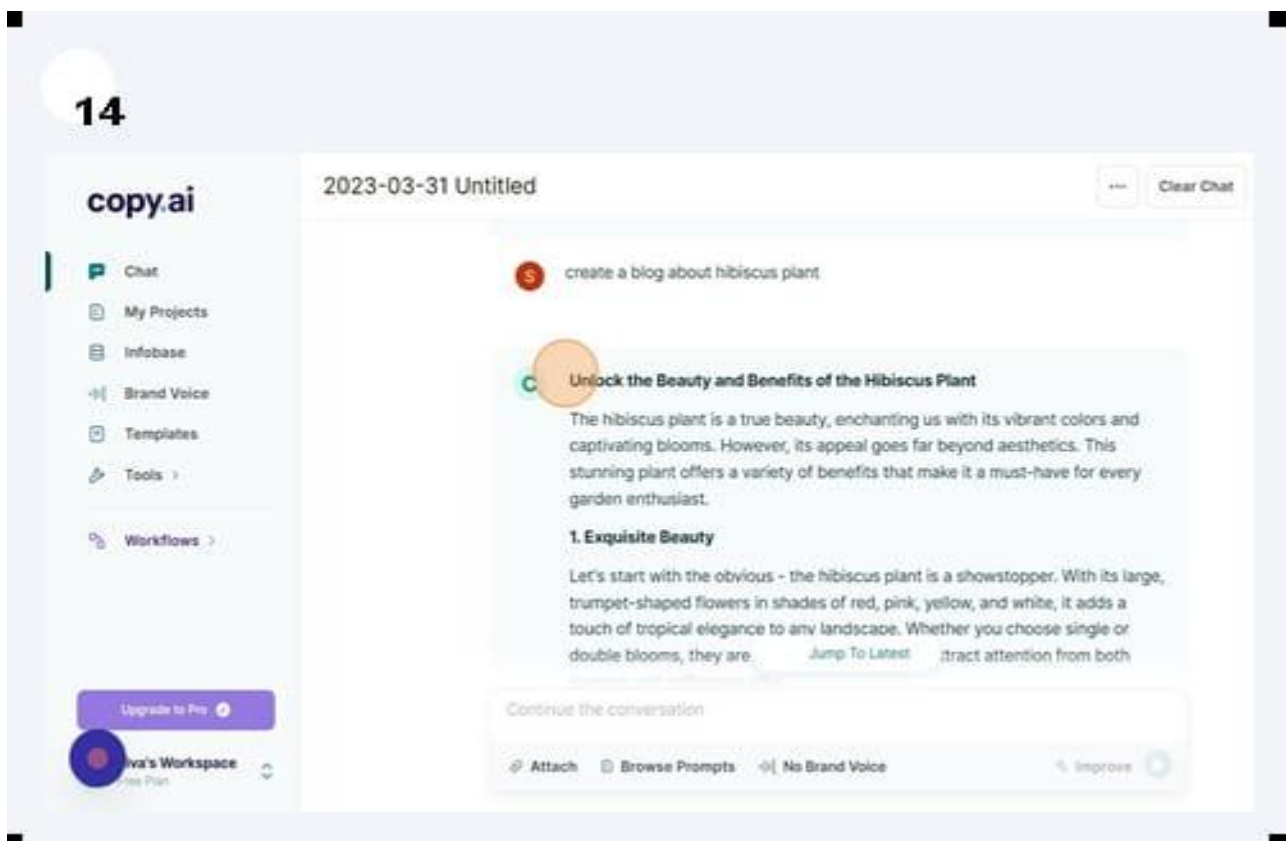 14
copy.ai
2023-03-31 Untitled
Clear Chat
Chat
My Projects
Infobase
Brand Voice
Templates
Tools
Workflows
Upgrade to Pro
iva's Workspace
Free Plan
S
create a blog about hibiscus plant
C
Unlock the Beauty and Benefits of the Hibiscus Plant
The hibiscus plant is a true beauty, enchanting us with its vibrant colors and
captivating blooms. However, its appeal goes far beyond aesthetics. This
stunning plant offers a variety of benefits that make it a must-have for every
garden enthusiast.
1. Exquisite Beauty
Let's start with the obvious - the hibiscus plant is a showstopper. With its large,
trumpet-shaped flowers in shades of red, pink, yellow, and white, it adds a
touch of tropical elegance to any landscape. Whether you choose single or
double blooms, they are
Jump To Latest
tract attention from both
Continue the conversation
Attach
Browse Prompts
No Brand Voice
Improve